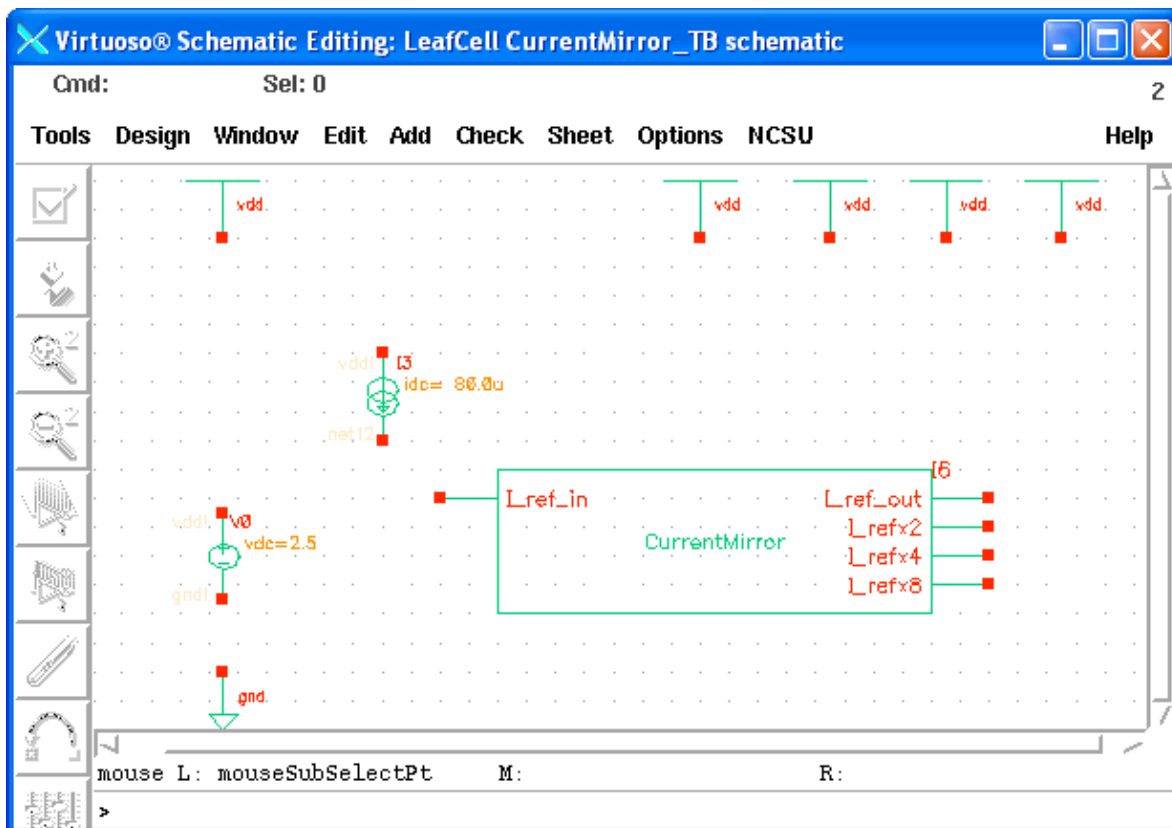 Virtuoso® Schematic Editing: LeafCell CurrentMirror_TB schematic
Cmd: Sel: 0 2
Tools Design Window Edit Add Check Sheet Options NCSU Help
vdd vdd vdd vdd vdd
vdd! I3
idc= 80.0u
net12
I6
I_ref_in I_ref_out
vdd! V0
I_refx2
vdc=2.5 CurrentMirror
I_refx4
I_refx8
gnd!
gnd
mouse L: mouseSubSelectPt M: R:
>